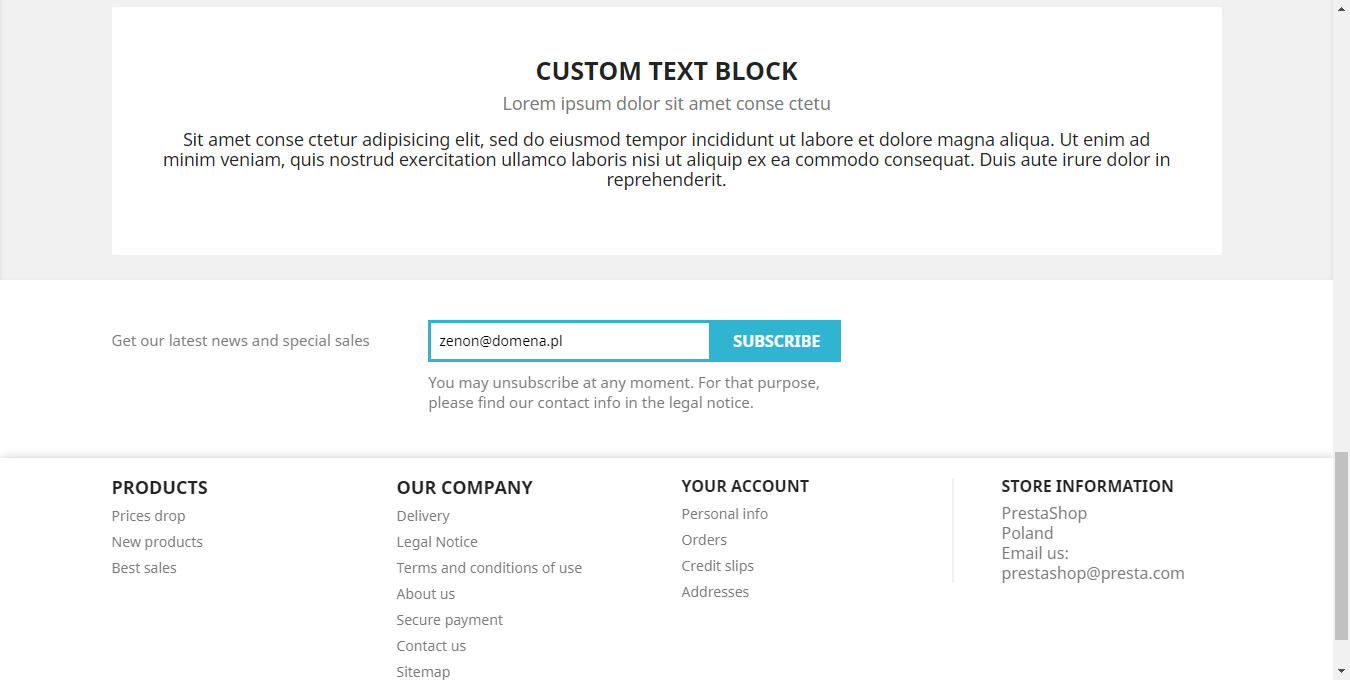 CUSTOM TEXT BLOCK
Lorem ipsum dolor sit amet conse ctetu
Sit amet conse ctetur adipisicing elit, sed do eiusmod tempor incididunt ut labore et dolore magna aliqua. Ut enim ad
minim veniam, quis nostrud exercitation ullamco laboris nisi ut aliquip ex ea commodo consequat. Duis aute irure dolor in
reprehenderit.
Get our latest news and special sales
zenon@domena.pl
SUBSCRIBE
You may unsubscribe at any moment. For that purpose,
please find our contact info in the legal notice.
PRODUCTS
Prices drop
New products
Best sales
OUR COMPANY
Delivery
Legal Notice
Terms and conditions of use
About us
Secure payment
Contact us
Sitemap
YOUR ACCOUNT
Personal info
Orders
Credit slips
Addresses
STORE INFORMATION
PrestaShop
Poland
Email us:
prestashop@presta.com